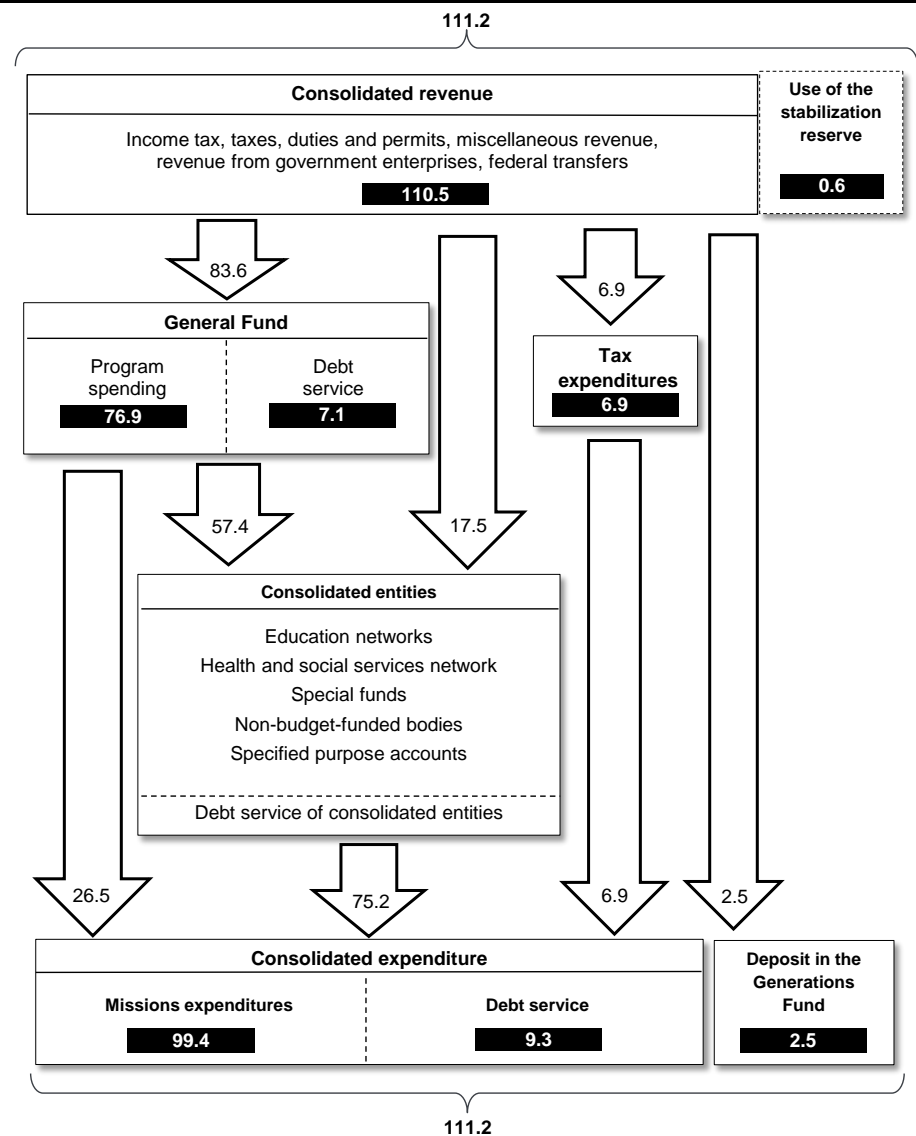 111.2
Consolidated revenue
Income tax, taxes, duties and permits, miscellaneous revenue,
revenue from government enterprises, federal transfers
110.5
Use of the
stabilization
reserve
0.6
83.6
6.9
General Fund
Program
spending
76.9
Debt
service
7.1
Tax
expenditures
6.9
57.4
17.5
Consolidated entities
Education networks
Health and social services network
Special funds
Non-budget-funded bodies
Specified purpose accounts
Debt service of consolidated entities
26.5
75.2
6.9
2.5
Consolidated expenditure
Missions expenditures
99.4
Debt service
9.3
Deposit in the
Generations
Fund
2.5
111.2